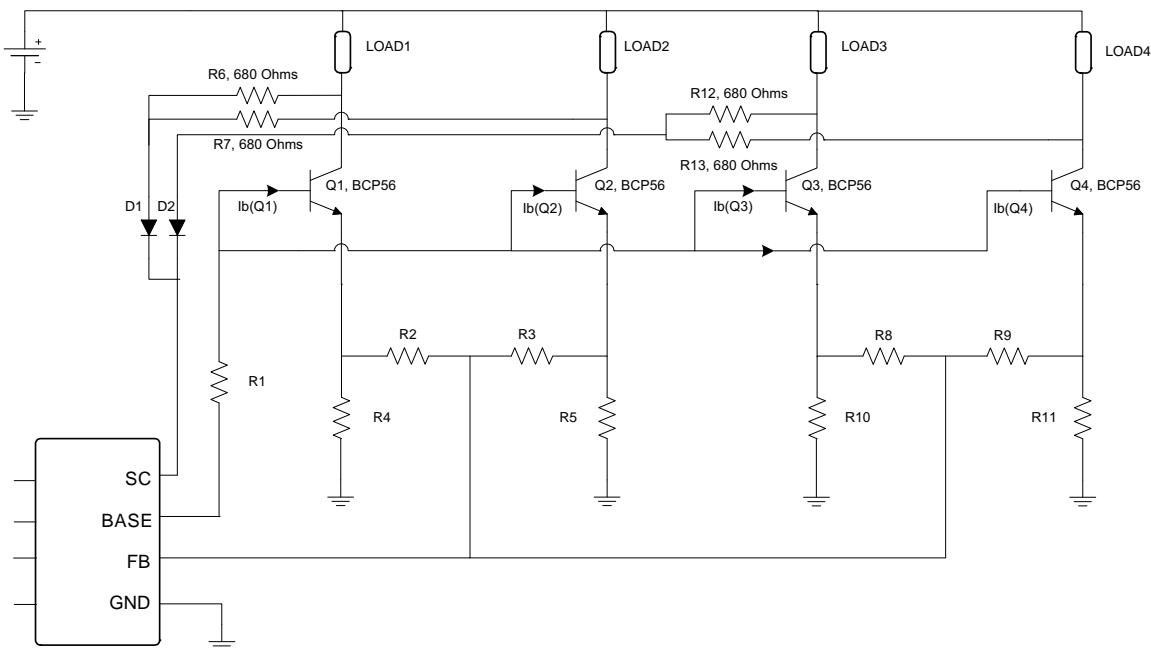 +
−
LOAD1
LOAD2
LOAD3
LOAD4
R6, 680 Ohms
R7, 680 Ohms
R12, 680 Ohms
R13, 680 Ohms
Q1, BCP56
Q2, BCP56
Q3, BCP56
Q4, BCP56
D1
D2
Ib(Q1)
Ib(Q2)
Ib(Q3)
Ib(Q4)
R2
R3
R8
R9
R1
R4
R5
R10
R11
SC
BASE
FB
GND